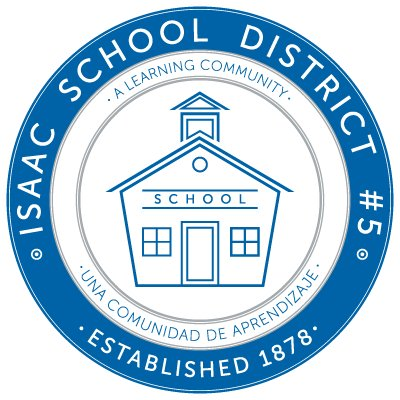 ISAAC SCHOOL DISTRICT #5
· A LEARNING COMMUNITY ·
SCHOOL
· UNA COMUNIDAD DE APRENDIZAJE ·
· ESTABLISHED 1878 ·